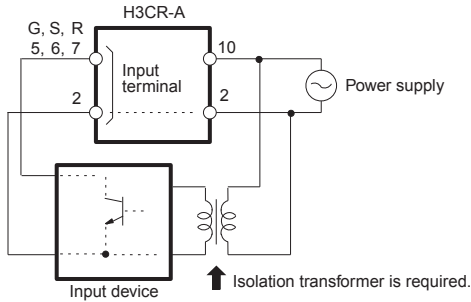 H3CR-A
G, S, R
5, 6, 7
10
Input
terminal
2
2
Power supply
Isolation transformer is required.
Input device